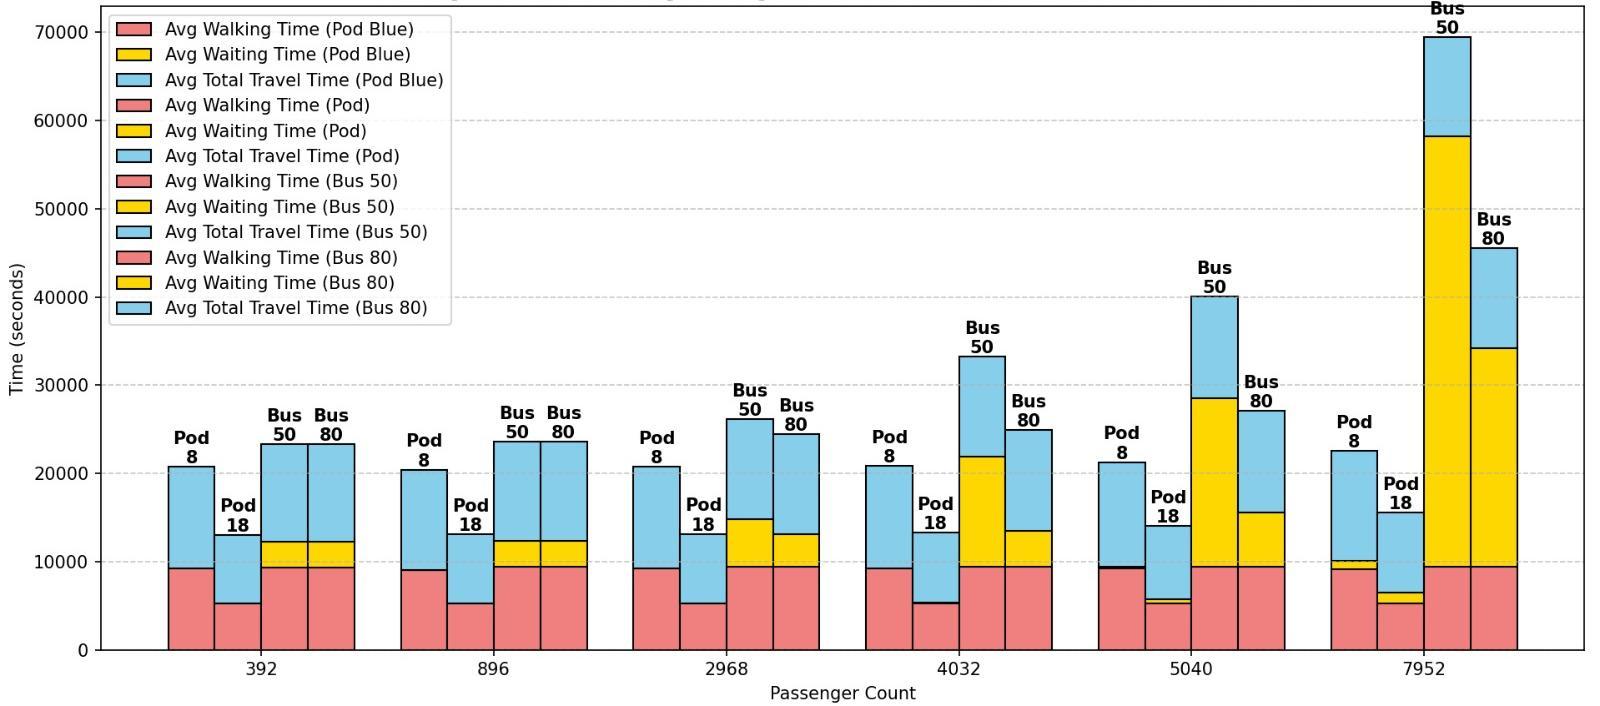 70000
60000
50000
40000
30000
20000
10000
0
Time (seconds)
Avg Walking Time (Pod Blue)
Avg Waiting Time (Pod Blue)
Avg Total Travel Time (Pod Blue)
Avg Walking Time (Pod)
Avg Waiting Time (Pod)
Avg Total Travel Time (Pod)
Avg Walking Time (Bus 50)
Avg Waiting Time (Bus 50)
Avg Total Travel Time (Bus 50)
Avg Walking Time (Bus 80)
Avg Waiting Time (Bus 80)
Avg Total Travel Time (Bus 80)
Pod
8
Pod
18
Bus
50
Bus
80
Pod
8
Pod
18
Bus
50
Bus
80
Pod
8
Pod
18
Bus
50
Bus
80
Pod
8
Pod
18
Bus
50
Bus
80
Pod
8
Pod
18
Bus
50
Bus
80
Pod
8
Pod
18
Bus
50
Bus
80
392
896
2968
4032
5040
7952
Passenger Count